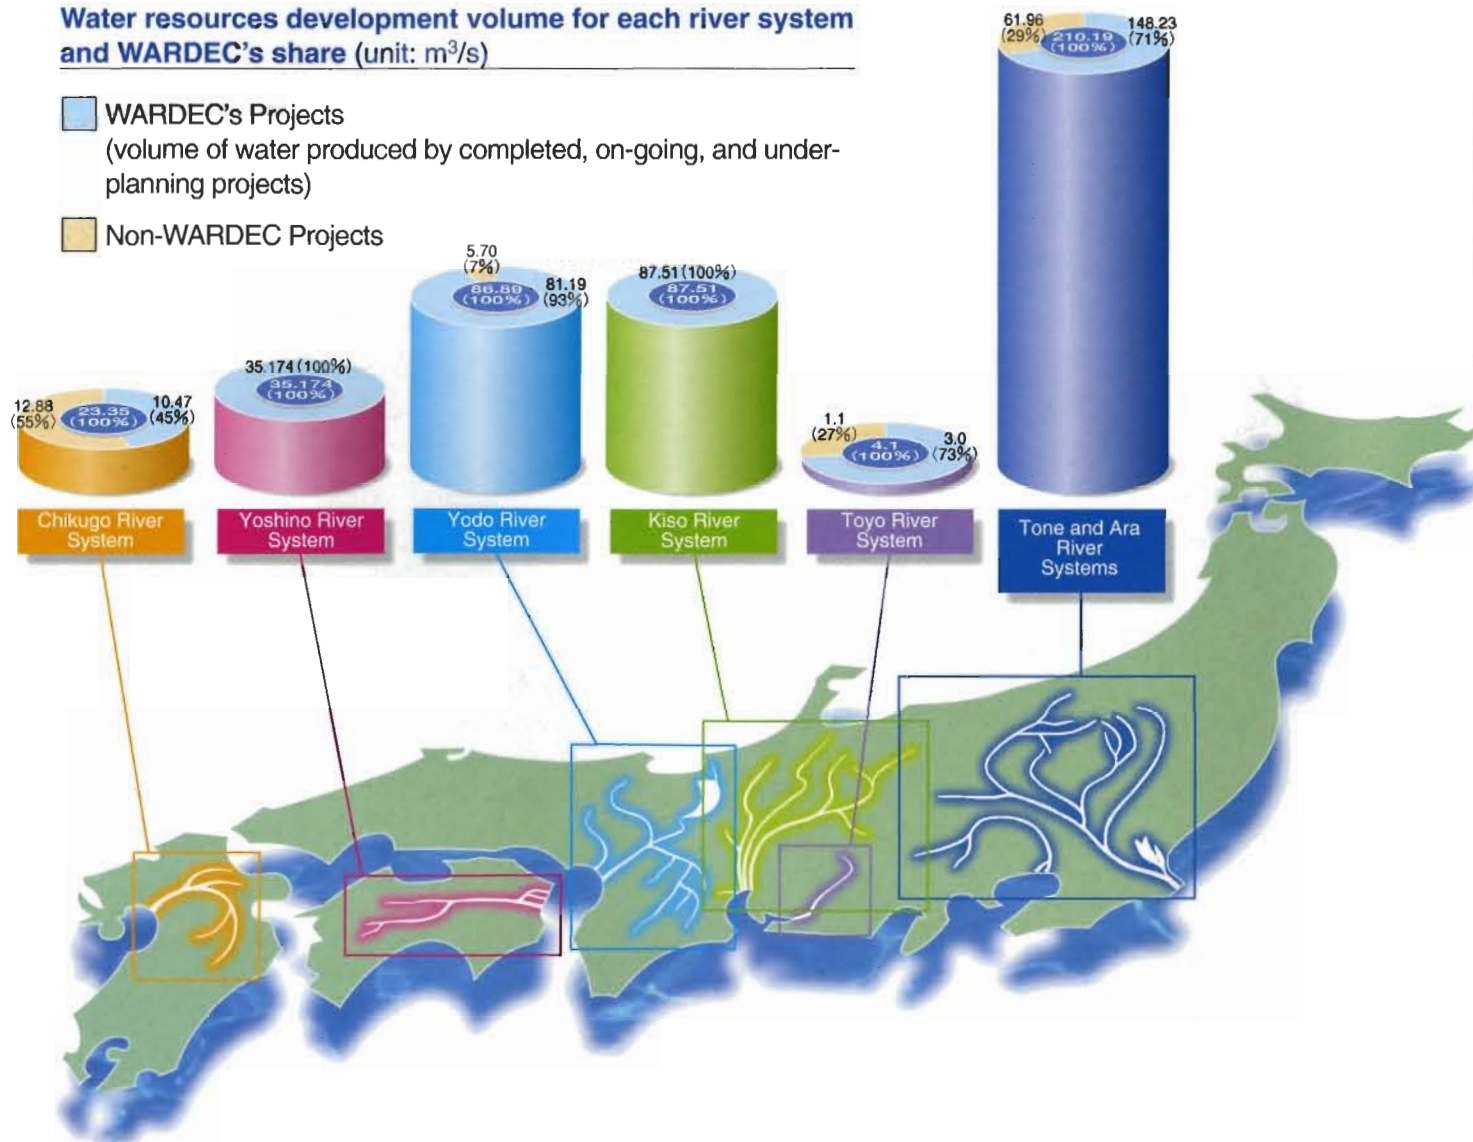 Water resources development volume for each river system
and WARDEC's share (unit: m³/s)
WARDEC's Projects
(volume of water produced by completed, on-going, and under-
planning projects)
Non-WARDEC Projects
12.88
(55%)
23.35
(100%)
10.47
(45%)
35.174 (100%)
35.174
(100%)
5.70
(7%)
86.89
(100%)
81.19
(93%)
87.51 (100%)
87.51
(100%)
1.1
(27%)
4.1
(100%)
3.0
(73%)
61.96
(29%)
210.19
(100%)
148.23
(71%)
Chikugo River
System
Yoshino River
System
Yodo River
System
Kiso River
System
Toyo River
System
Tone and Ara
River
Systems